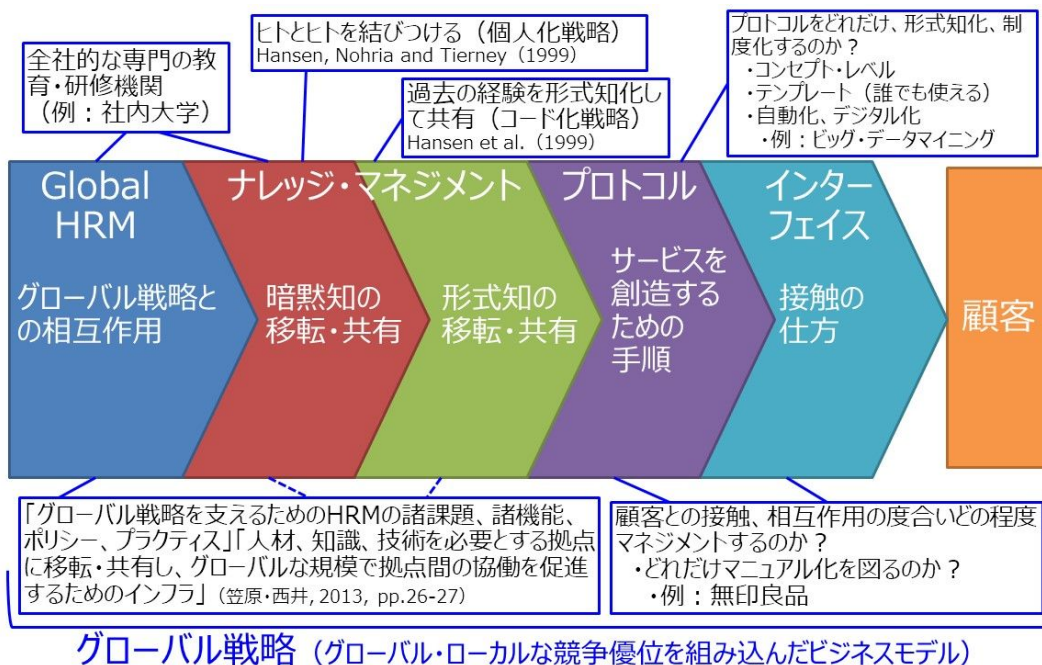 全社的な専門の教
育・研修機関
（例：社内大学）
ヒトとヒトを結びつける（個人化戦略）
Hansen, Nohria and Tierney（1999）
過去の経験を形式知化し
て共有（コード化戦略）
Hansen et al.（1999）
プロトコルをどれだけ、形式知化、制
度化するのか？
・コンセプト・レベル
・テンプレート（誰でも使える）
・自動化、デジタル化
・例：ビッグ・データマイニング
Global
HRM
グローバル戦略と
の相互作用
ナレッジ・マネジメント
暗黙知の
移転・共有
形式知の
移転・共有
プロトコル
サービスを
創造する
ための
手順
インター
フェイス
接触の
仕方
顧客
「グローバル戦略を支えるためのHRMの諸課題、諸機能、
ポリシー、プラクティス」「人材、知識、技術を必要とする拠点
に移転・共有し、グローバルな規模で拠点間の協働を促進
するためのインフラ」（笠原・西井, 2013, pp.26-27）
顧客との接触、相互作用の度合いどの程度
マネジメントするのか？
・どれだけマニュアル化を図るのか？
・例：無印良品
グローバル戦略（グローバル・ローカルな競争優位を組み込んだビジネスモデル）